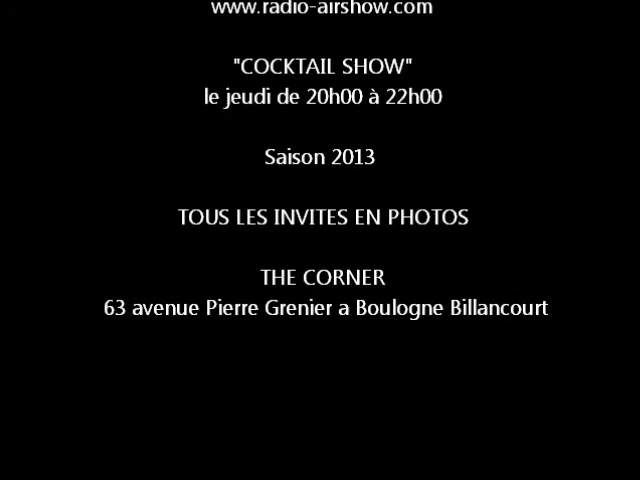 www.radio-airshow.com
"COCKTAIL SHOW"
le jeudi de 20h00 à 22h00
Saison 2013
TOUS LES INVITES EN PHOTOS
THE CORNER
63 avenue Pierre Grenier a Boulogne Billancourt